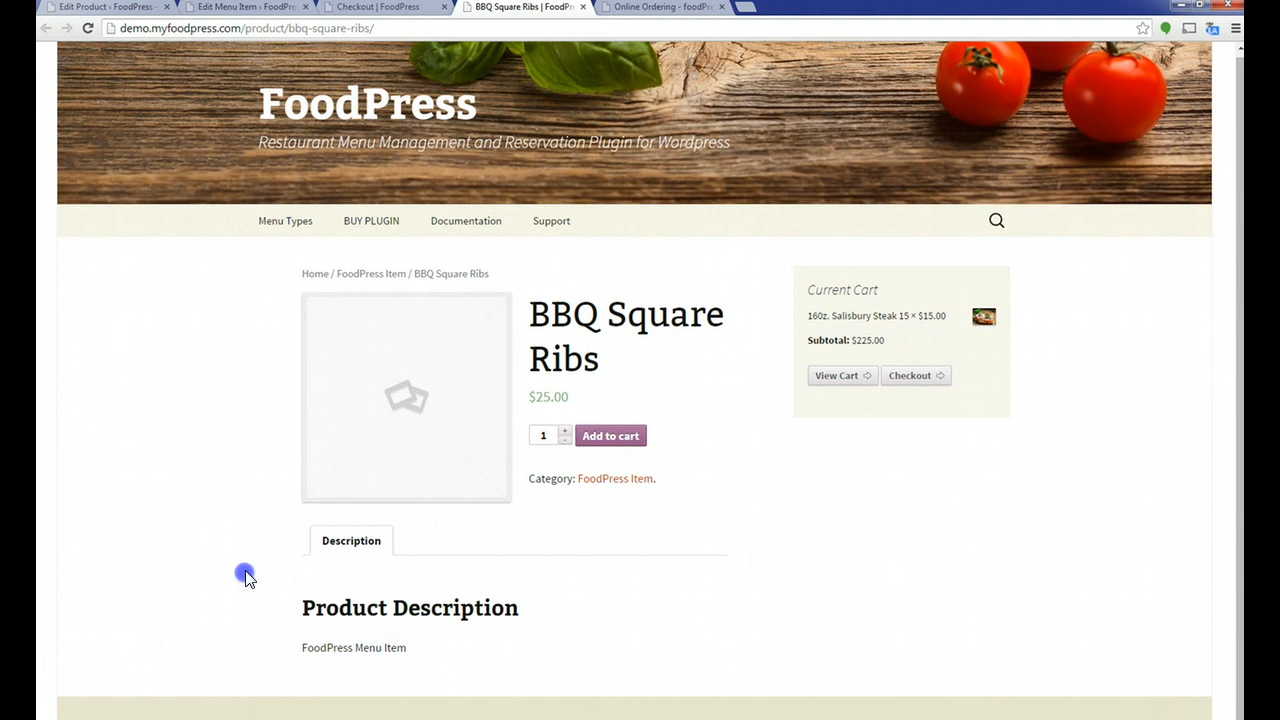 Edit Product ‹ FoodPress -
Edit Menu Item ‹ FoodPre
Checkout | FoodPress
BBQ Square Ribs | FoodPr
Online Ordering - foodPr
demo.myfoodpress.com/product/bbq-square-ribs/
FoodPress
Restaurant Menu Management and Reservation Plugin for Wordpress
Menu Types
BUY PLUGIN
Documentation
Support
Home / FoodPress Item / BBQ Square Ribs
BBQ Square
Ribs
$25.00
1
Add to cart
Category: FoodPress Item.
Current Cart
160z. Salisbury Steak 15 × $15.00
Subtotal: $225.00
View Cart
Checkout
Description
Product Description
FoodPress Menu Item